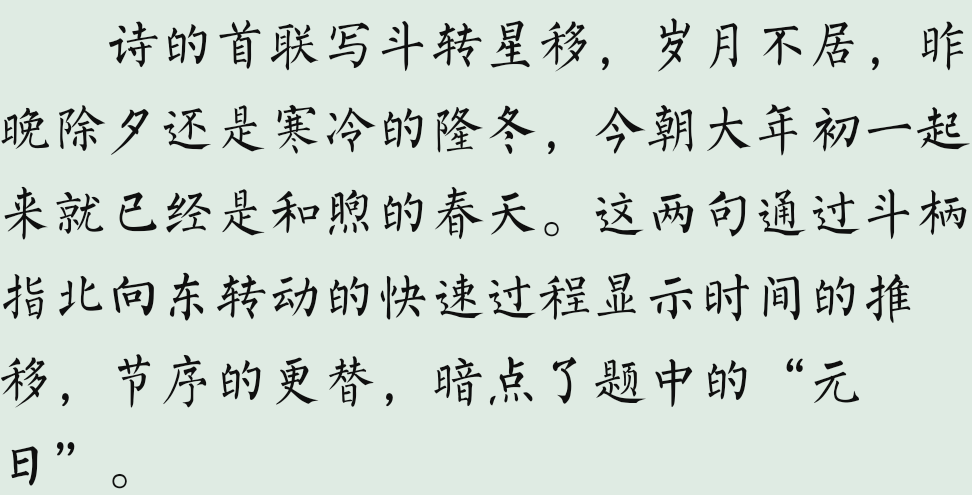 诗的首联写斗转星移，岁月不居，昨
晚除夕还是寒冷的隆冬，今朝大年初一起
来就已经是和煦的春天。这两句通过斗柄
指北向东转动的快速过程显示时间的推
移，节序的更替，暗点了题中的“元
日”。